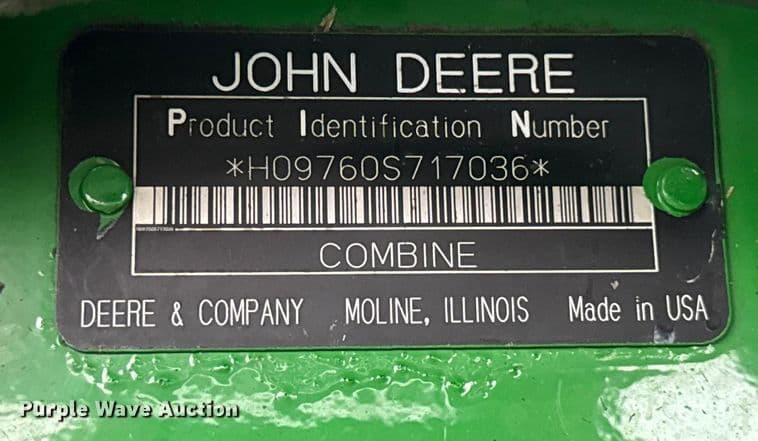 JOHN DEERE
Product Identification Number
*H09760S717036*
COMBINE
DEERE & COMPANY MOLINE, ILLINOIS Made in USA
Purple Wave Auction